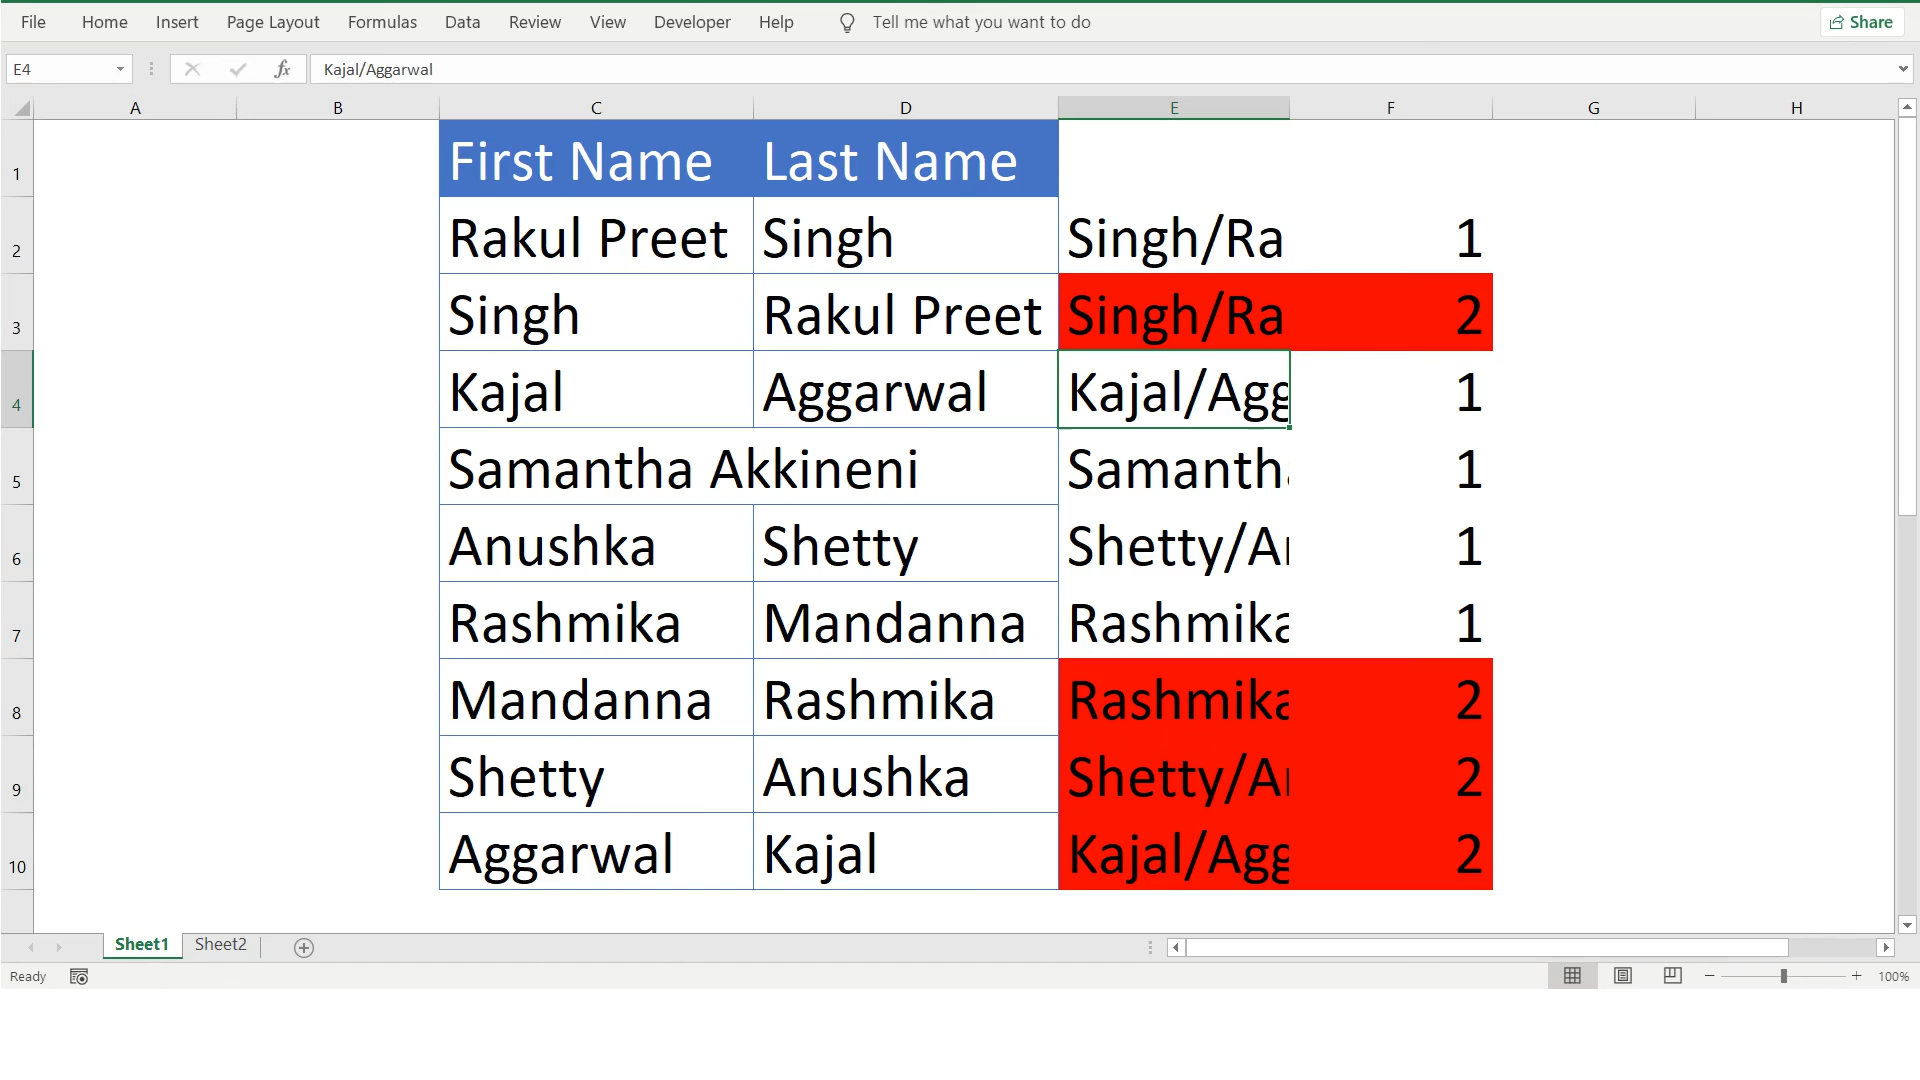 File Home Insert Page Layout Formulas Data Review View Developer Help Tell me what you want to do Share
E4 fx Kajal/Aggarwal
A B C D E F G H
1 First Name Last Name
2 Rakul Preet Singh Singh/Ra 1
3 Singh Rakul Preet Singh/Ra 2
4 Kajal Aggarwal Kajal/Agg 1
5 Samantha Akkineni Samantha 1
6 Anushka Shetty Shetty/A 1
7 Rashmika Mandanna Rashmika 1
8 Mandanna Rashmika Rashmika 2
9 Shetty Anushka Shetty/A 2
10 Aggarwal Kajal Kajal/Agg 2
Sheet1 Sheet2
Ready 100%